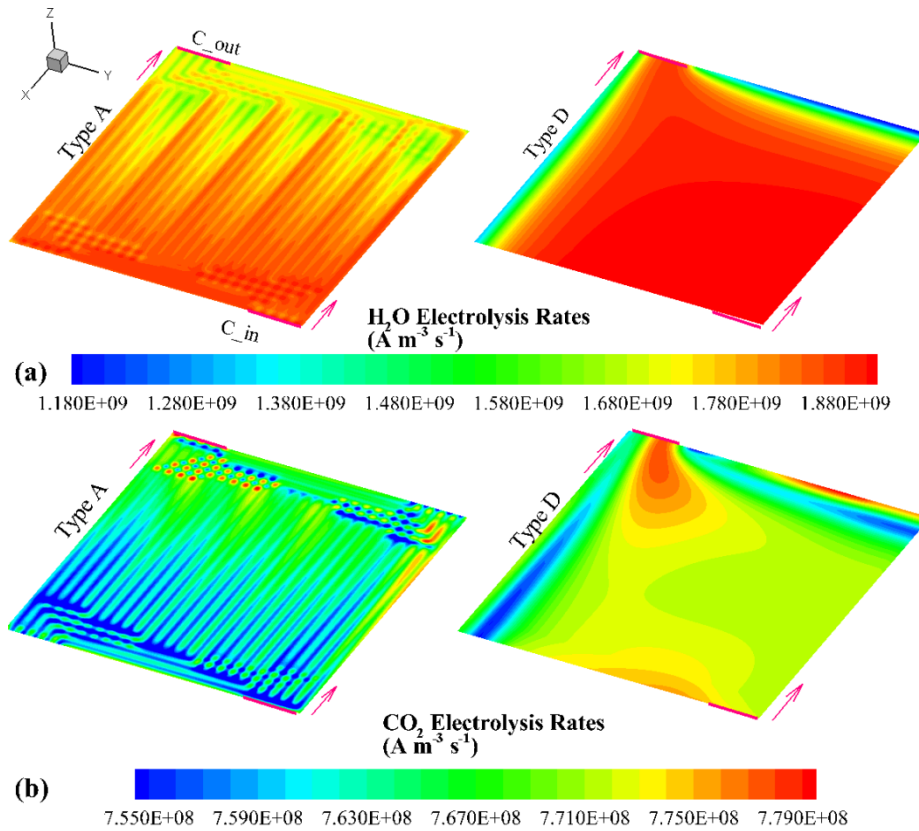 Z
X
Y
C_out
Type A
Type D
C_in
H₂O Electrolysis Rates
(A m⁻³ s⁻¹)
(a)
1.180E+09 1.280E+09 1.380E+09 1.480E+09 1.580E+09 1.680E+09 1.780E+09 1.880E+09
Type A
Type D
CO₂ Electrolysis Rates
(A m⁻³ s⁻¹)
(b)
7.550E+08 7.590E+08 7.630E+08 7.670E+08 7.710E+08 7.750E+08 7.790E+08